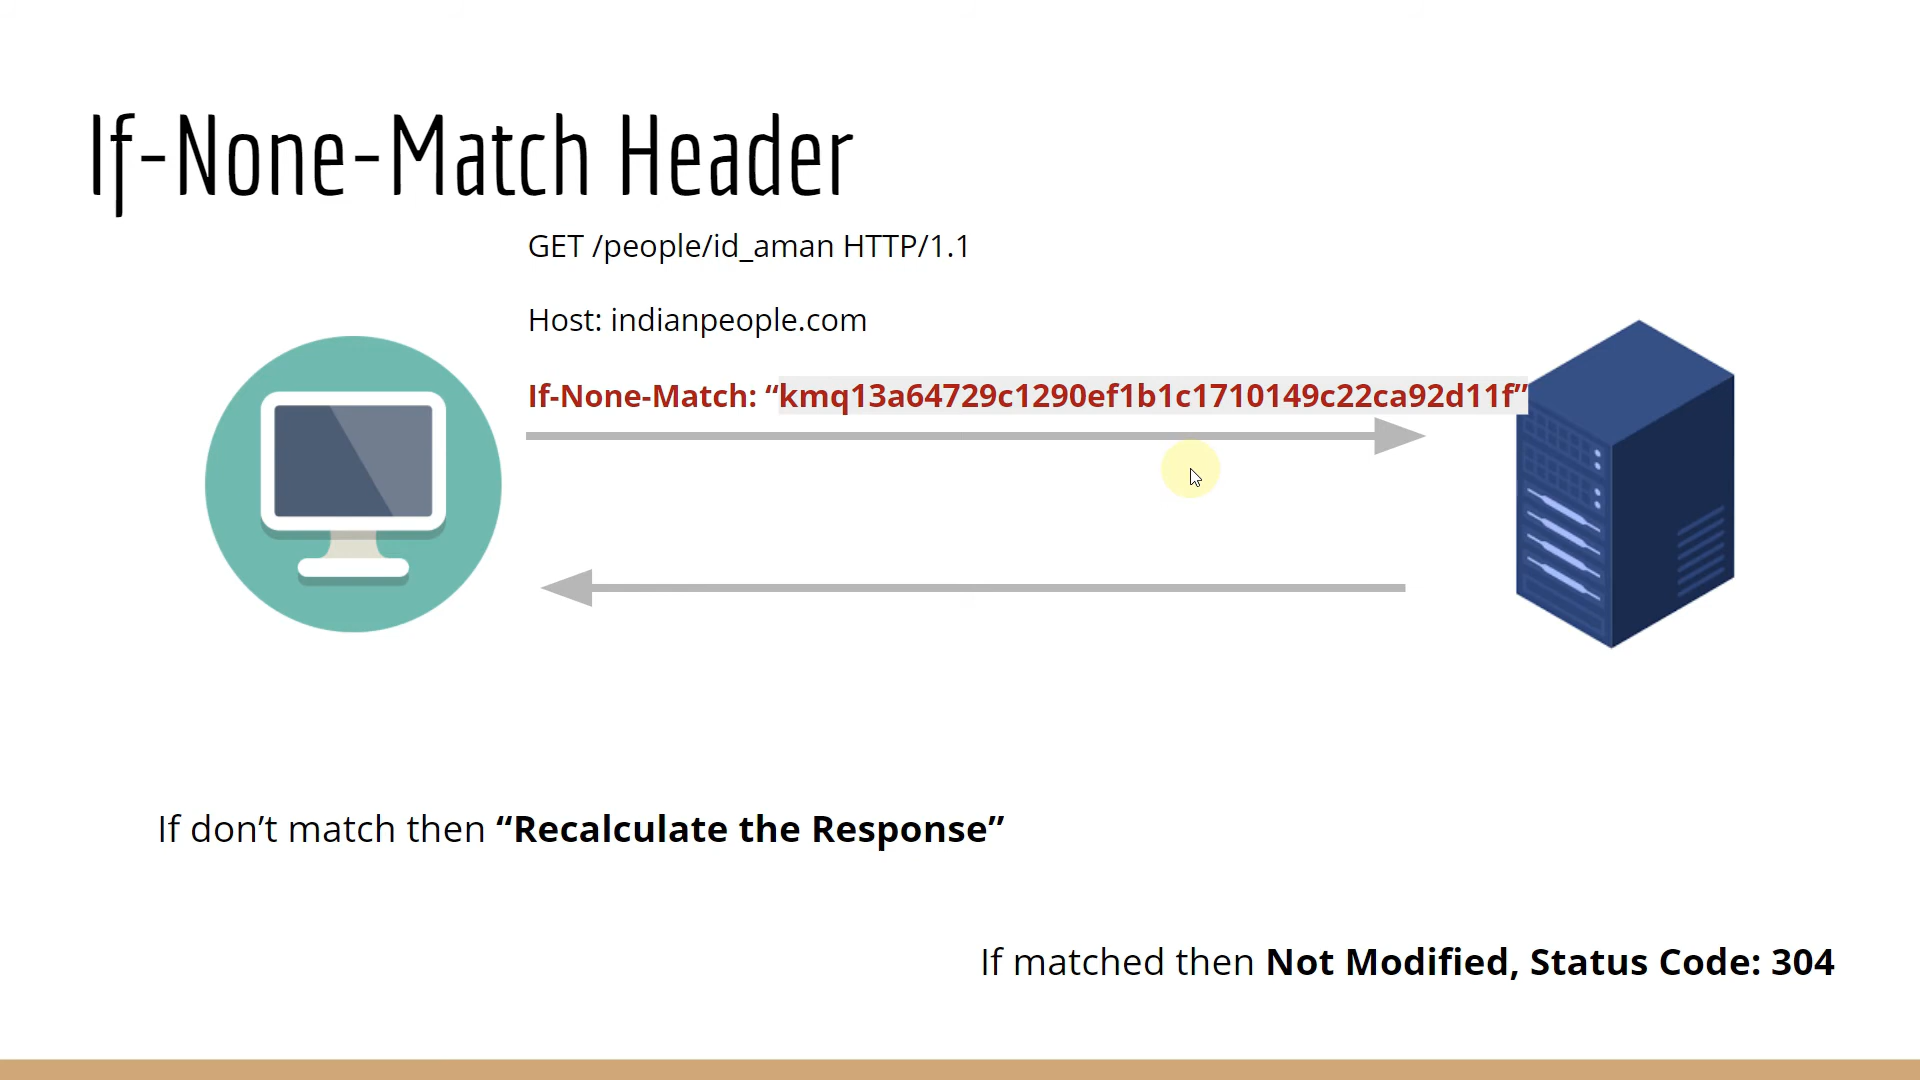 If-None-Match Header
GET /people/id_aman HTTP/1.1
Host: indianpeople.com
If-None-Match: “kmq13a64729c1290ef1b1c1710149c22ca92d11f”
If don’t match then “Recalculate the Response”
If matched then Not Modified, Status Code: 304